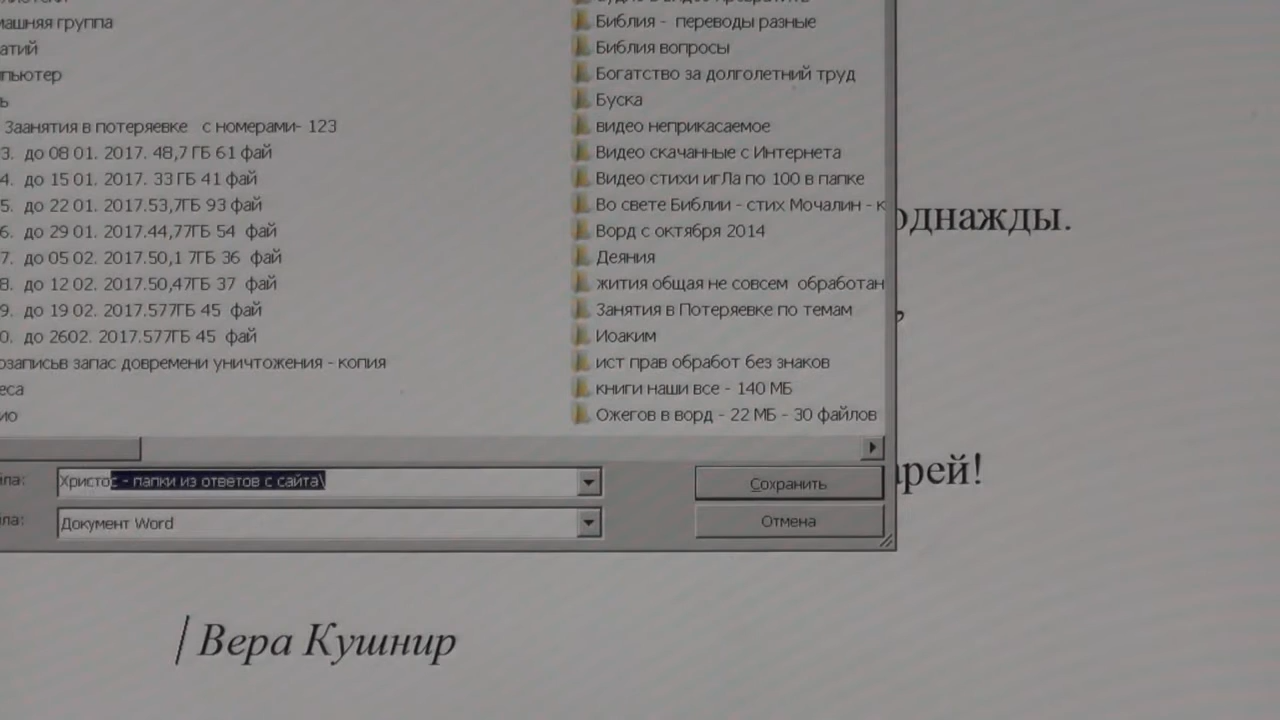 машняя группа
атий
пьютер
ь
Заанятия в потеряевке с номерами- 123
3. до 08 01. 2017. 48,7 ГБ 61 фай
4. до 15 01. 2017. 33 ГБ 41 фай
5. до 22 01. 2017.53,7ГБ 93 фай
6. до 29 01. 2017.44,77ГБ 54 фай
7. до 05 02. 2017.50,1 7ГБ 36 фай
8. до 12 02. 2017.50,47ГБ 37 фай
9. до 19 02. 2017.577ГБ 45 фай
0. до 2602. 2017.577ГБ 45 фай
озаписьв запас довремени уничтожения - копия
еса
ио
Библия - переводы разные
Библия вопросы
Богатство за долголетний труд
Буска
видео неприкасаемое
Видео скачанные с Интернета
Видео стихи игЛа по 100 в папке
Во свете Библии - стих Мочалин - к
Ворд с октября 2014
Деяния
жития общая не совсем обработан
Занятия в Потеряевке по темам
Иоаким
ист прав обработ без знаков
книги наши все - 140 МБ
Ожегов в ворд - 22 МБ - 30 файлов
йла: Христос - папки из ответов с сайта\
йла: Документ Word
Сохранить
Отмена
однажды.
,
арей!
Вера Кушнир